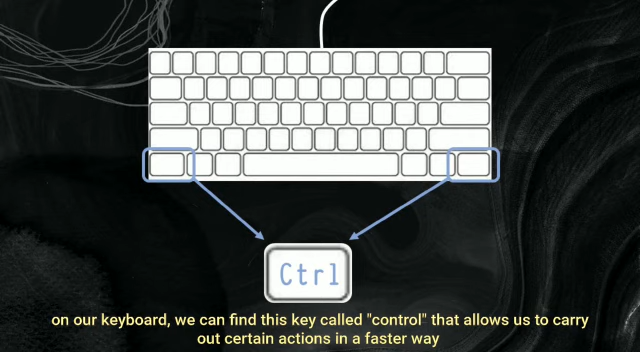 Ctrl
on our keyboard, we can find this key called "control" that allows us to carry
out certain actions in a faster way